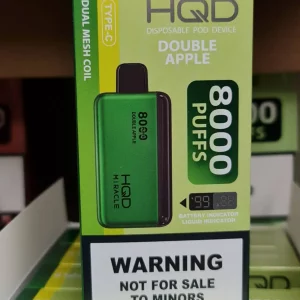 HQD
DISPOSABLE POD DEVICE
DOUBLE
APPLE
TYPE-C
DUAL MESH COIL
8000
PUFFS
8000
DOUBLE APPLE
HQD
MIRACLE
99
BATTERY INDICATOR
WARNING
NOT FOR SALE
TO MINORS